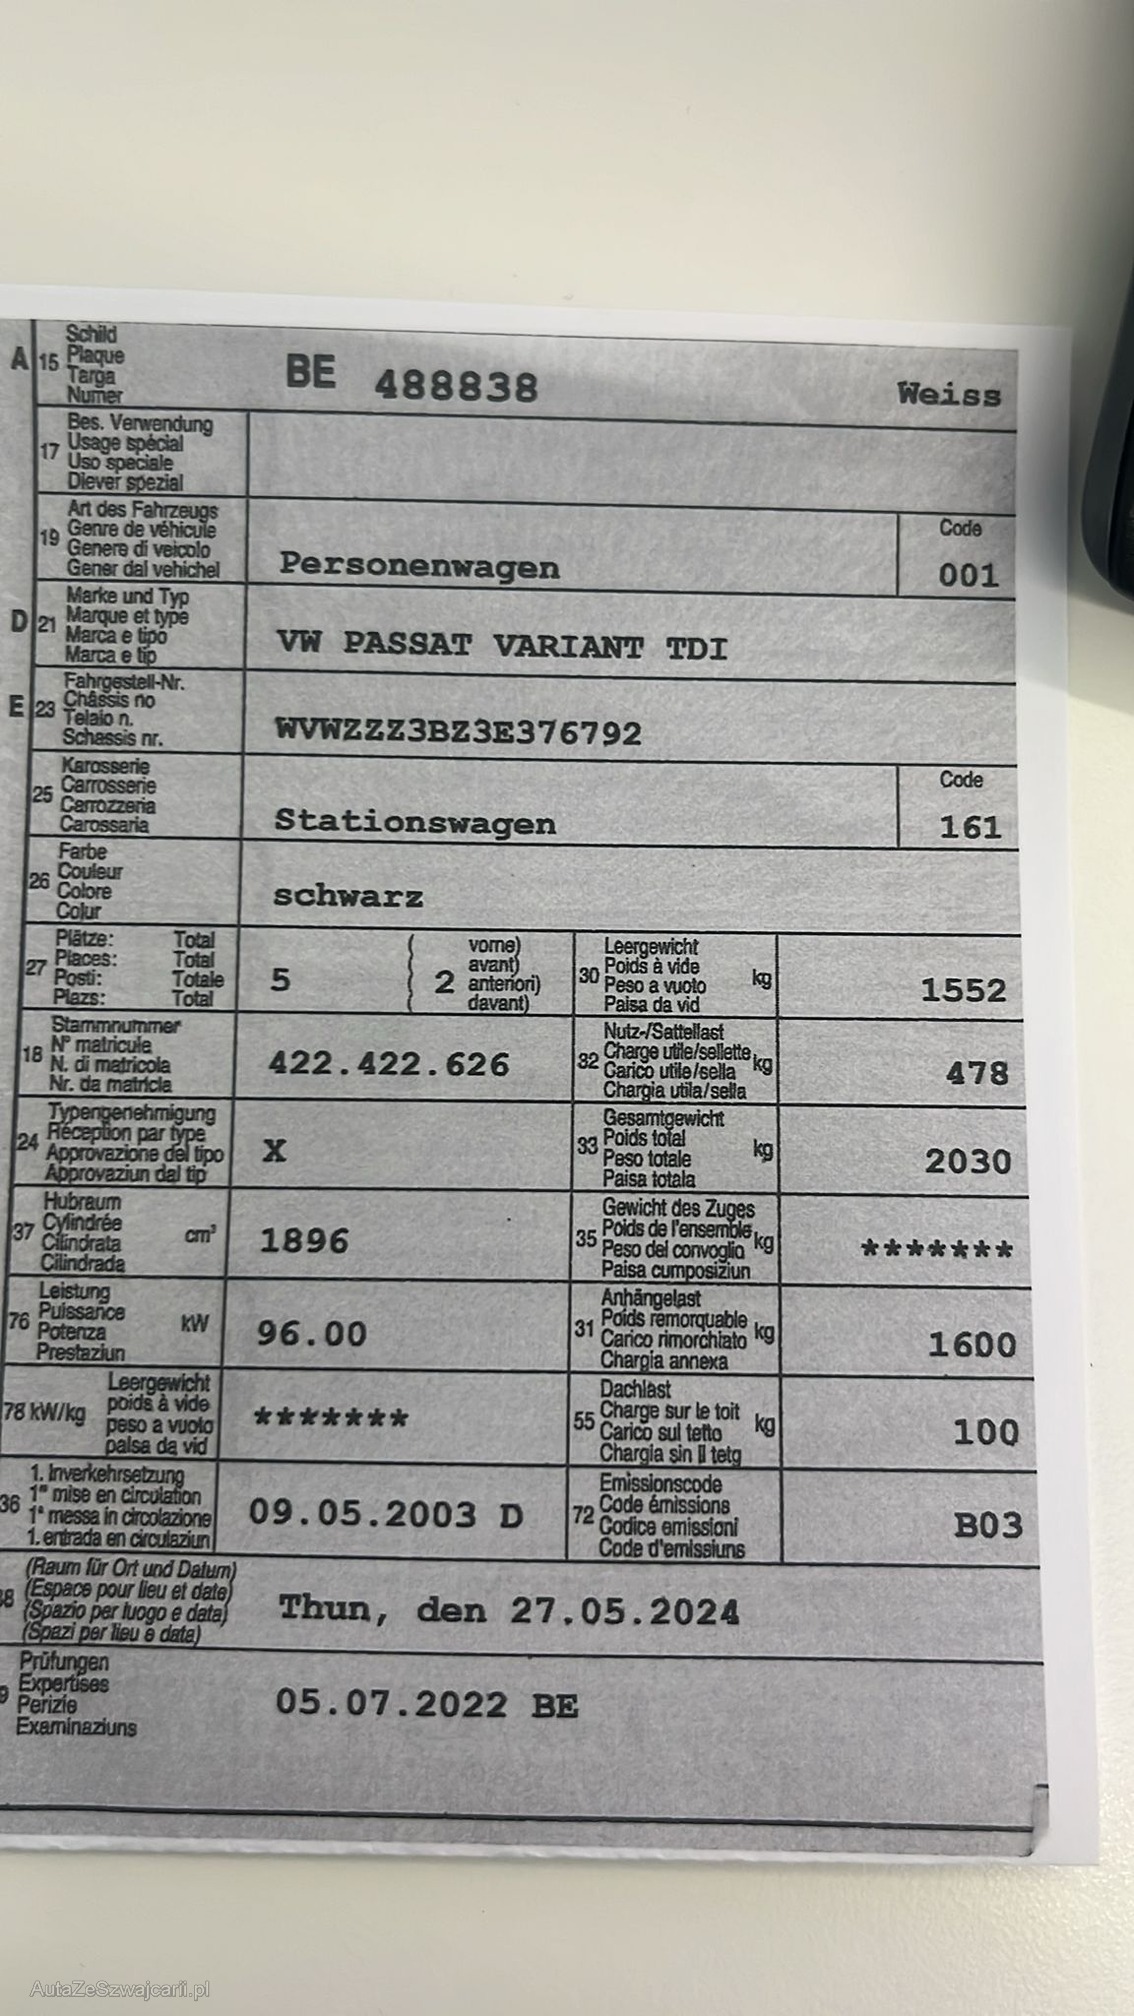 A 15 Schild
Plaque
Targa
Numer
BE 488838 Weiss
17 Bes. Verwendung
Usage spécial
Uso speciale
Diever spezial
19 Art des Fahrzeugs
Genre de véhicule
Genere di veicolo
Gener dal vehichel
Personenwagen
Code
001
D 21 Marke und Typ
Marque et type
Marca e tipo
Marca e tip
VW PASSAT VARIANT TDI
E 23 Fahrgestell-Nr.
Châssis no
Telaio n.
Schassis nr.
WVWZZZ3BZ3E376792
25 Karosserie
Carrosserie
Carrozzeria
Carossaria
Stationswagen
Code
161
26 Farbe
Couleur
Colore
Colur
schwarz
27 Plätze: Total
Places: Total
Posti: Totale
Plazs: Total
5
2
vorne)
avant)
anteriori)
davant)
30 Leergewicht
Poids à vide
Peso a vuoto
Paisa da vid
kg
1552
18 Stammnummer
N° matricule
N. di matricola
Nr. da matricla
422.422.626
32 Nutz-/Sattellast
Charge utile/sellette
Carico utile/sella
Chargia utila/sella
kg
478
24 Typengenehmigung
Réception par type
Approvazione del tipo
Approvaziun dal tip
X
33 Gesamtgewicht
Poids total
Peso totale
Paisa totala
kg
2030
37 Hubraum
Cylindrée
Cilindrata
Cilindrada
cm³
1896
35 Gewicht des Zuges
Poids de l'ensemble
Peso del convoglio
Paisa cumposiziun
kg
*******
76 Leistung
Puissance
Potenza
Prestaziun
kW
96.00
31 Anhängelast
Poids remorquable
Carico rimorchiato
Chargia annexa
kg
1600
78 kW/kg
Leergewicht
poids à vide
peso a vuoto
paisa da vid
*******
55 Dachlast
Charge sur le toit
Carico sul tetto
Chargia sin il tetg
kg
100
36 1. Inverkehrsetzung
1re mise en circulation
1a messa in circolazione
1. entrada en circulaziun
09.05.2003 D
72 Emissionscode
Code émissions
Codice emissioni
Code d'emissiuns
B03
38 (Raum für Ort und Datum)
(Espace pour lieu et date)
(Spazio per luogo e data)
(Spazi per lieu e data)
Thun, den 27.05.2024
9 Prüfungen
Expertises
Perizie
Examinaziuns
05.07.2022 BE
AutaZeSzwajcarii.pl